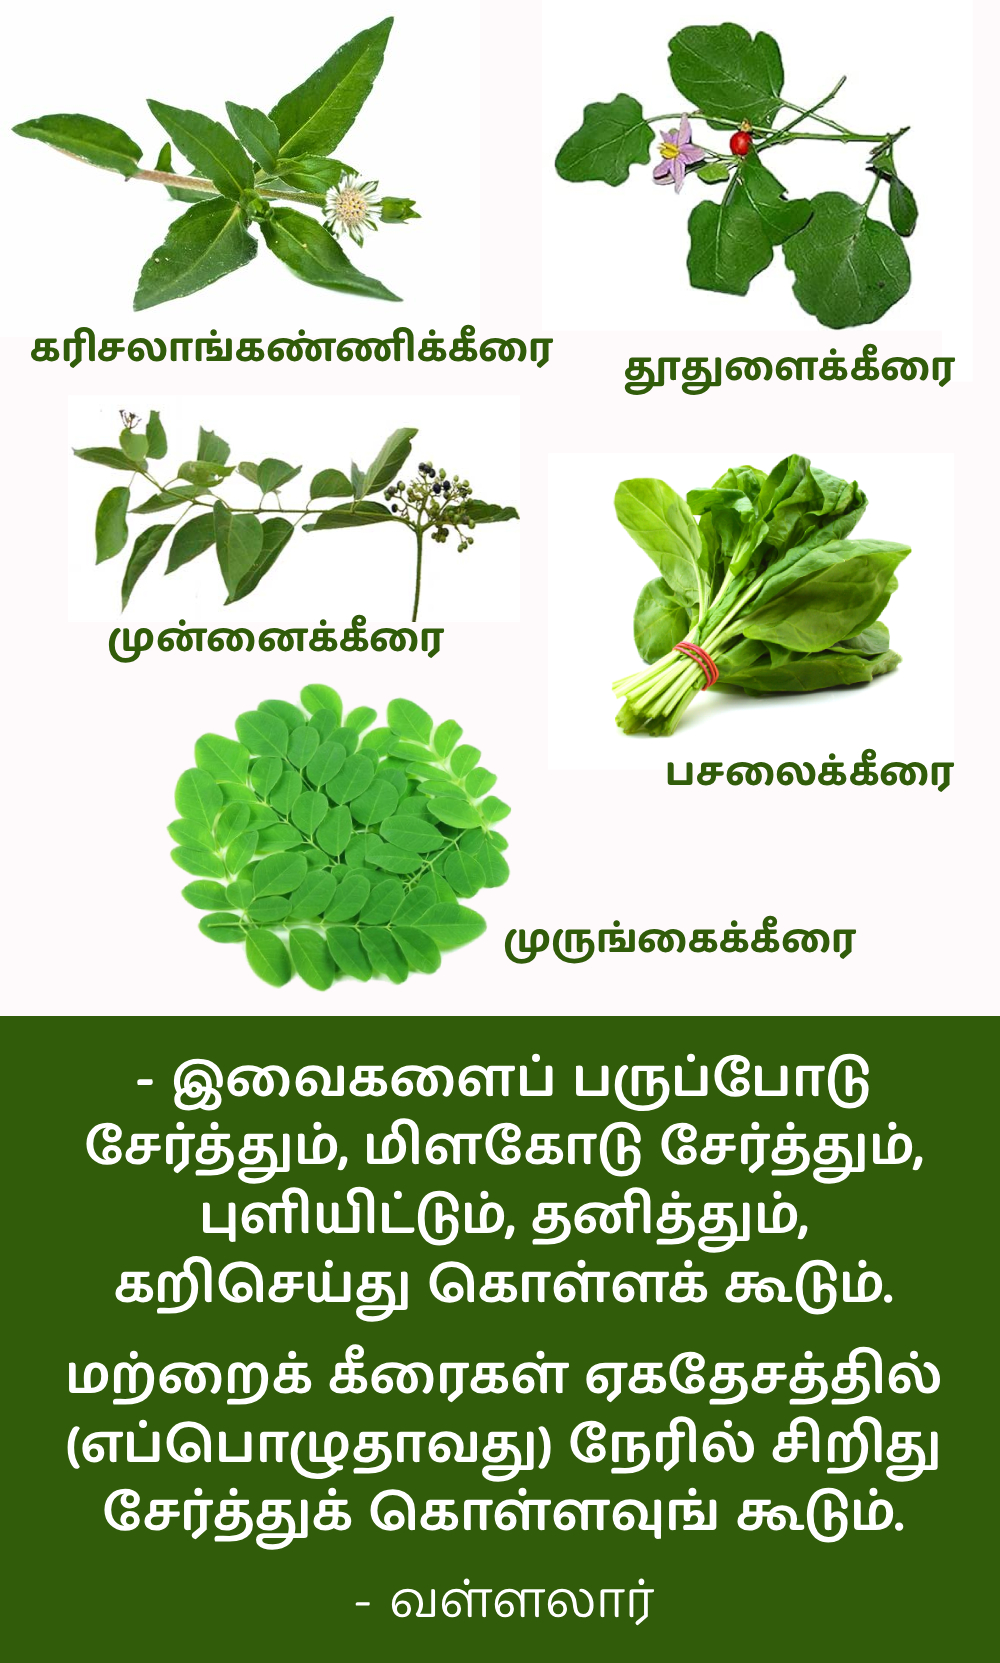 கரிசலாங்கண்ணிக்கீரை
தூதுளைக்கீரை
முன்னைக்கீரை
பசலைக்கீரை
முருங்கைக்கீரை
- இவைகளைப் பருப்போடு
சேர்த்தும், மிளகோடு சேர்த்தும்,
புளியிட்டும், தனித்தும்,
கறிசெய்து கொள்ளக் கூடும்.
மற்றைக் கீரைகள் ஏகதேசத்தில்
(எப்பொழுதாவது) நேரில் சிறிது
சேர்த்துக் கொள்ளவுங் கூடும்.
- வள்ளலார்